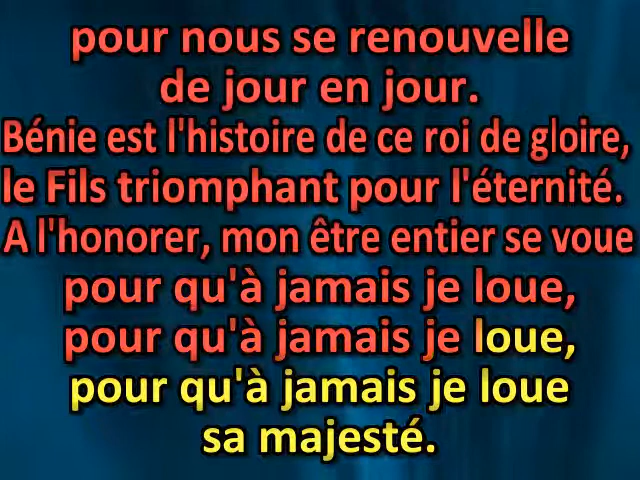 pour nous se renouvelle
de jour en jour.
Bénie est l'histoire de ce roi de gloire,
le Fils triomphant pour l'éternité.
A l'honorer, mon être entier se voue
pour qu'à jamais je loue,
pour qu'à jamais je loue,
pour qu'à jamais je loue
sa majesté.